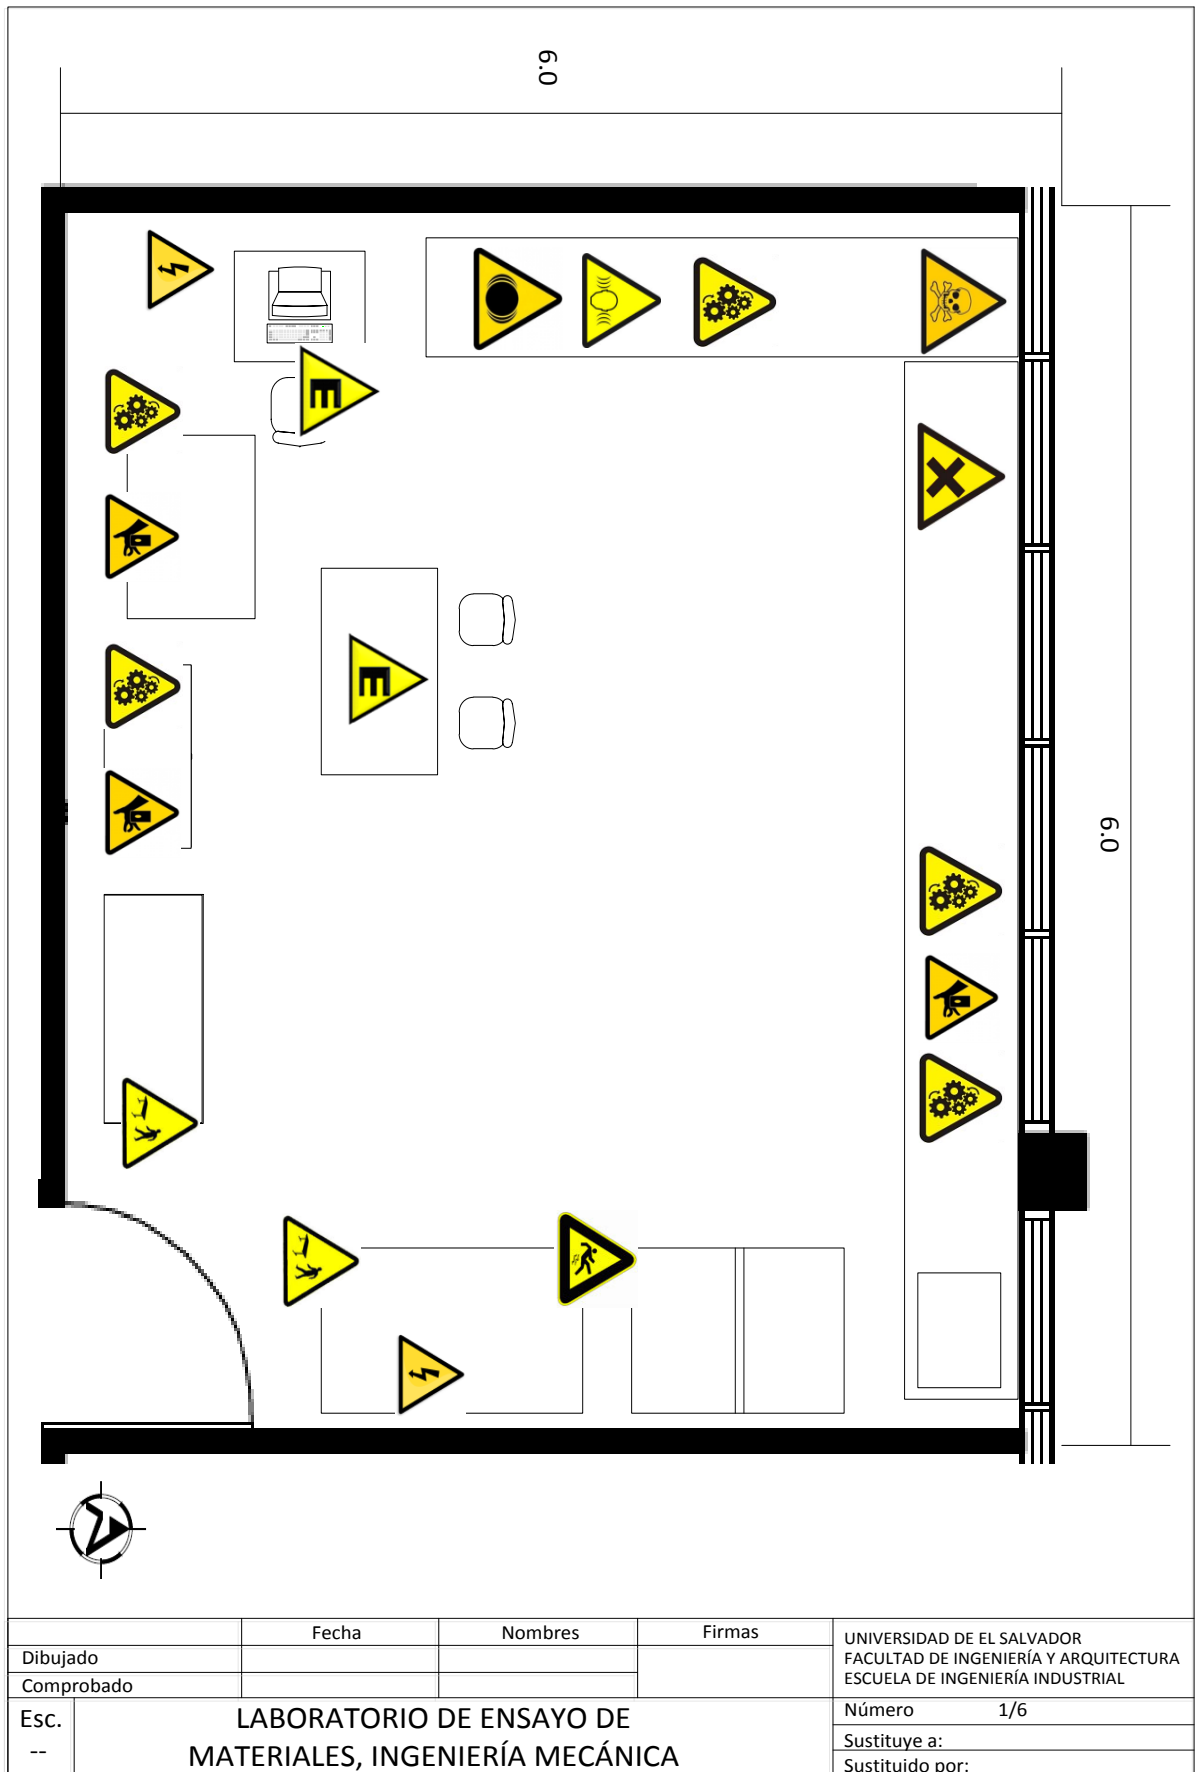 6.0
E
E
6.0
Fecha Nombres Firmas
Dibujado
Comprobado
UNIVERSIDAD DE EL SALVADOR
FACULTAD DE INGENIERÍA Y ARQUITECTURA
ESCUELA DE INGENIERÍA INDUSTRIAL
Esc.
--
LABORATORIO DE ENSAYO DE
MATERIALES, INGENIERÍA MECÁNICA
Número 1/6
Sustituye a:
Sustituido por: